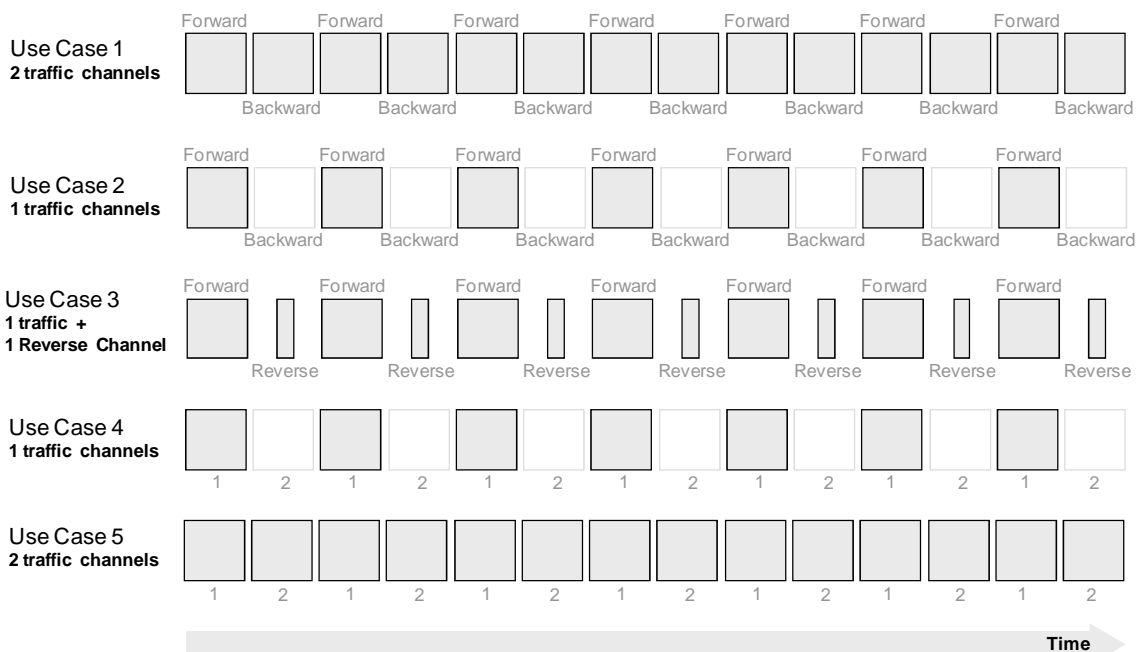 Forward Forward Forward Forward Forward Forward Forward
Use Case 1
2 traffic channels
Backward Backward Backward Backward Backward Backward Backward
Forward Forward Forward Forward Forward Forward Forward
Use Case 2
1 traffic channels
Backward Backward Backward Backward Backward Backward Backward
Forward Forward Forward Forward Forward Forward Forward
Use Case 3
1 traffic +
1 Reverse Channel
Reverse Reverse Reverse Reverse Reverse Reverse Reverse
Use Case 4
1 traffic channels
1 2 1 2 1 2 1 2 1 2 1 2 1 2
Use Case 5
2 traffic channels
1 2 1 2 1 2 1 2 1 2 1 2 1 2
Time